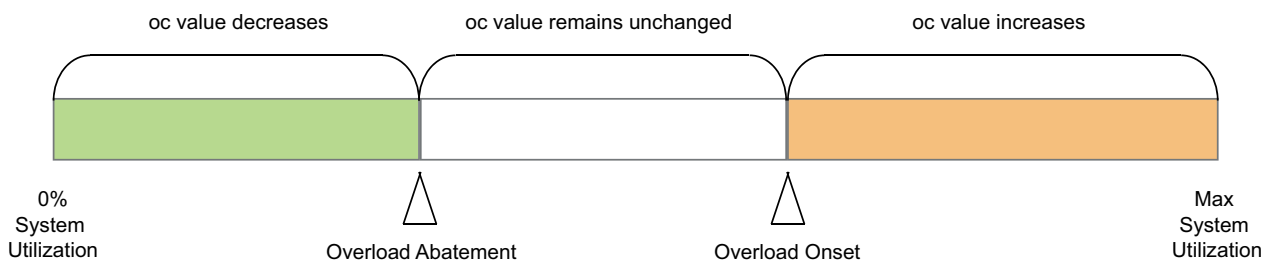 oc value decreases
oc value remains unchanged
oc value increases
0%
System
Utilization
Overload Abatement
Overload Onset
Max
System
Utilization